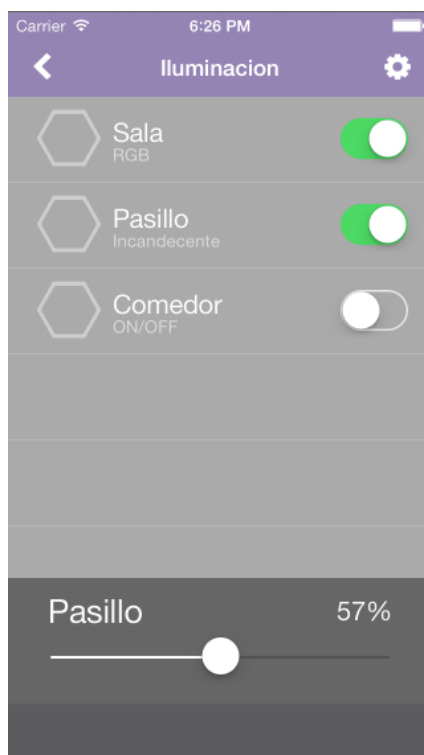 Carrier 6:26 PM
Iluminacion
Sala
RGB
Pasillo
Incandecente
Comedor
ON/OFF
Pasillo 57%